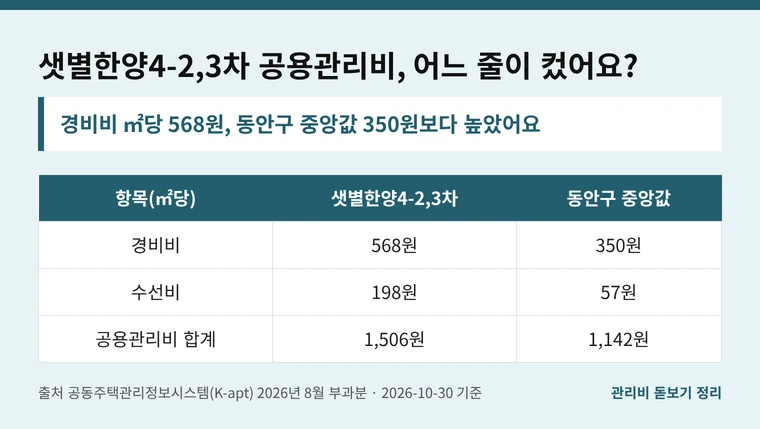 샛별한양4-2,3차 공용관리비, 어느 줄이 컸어요?
경비비 ㎡당 568원, 동안구 중앙값 350원보다 높았어요
항목(㎡당) 샛별한양4-2,3차 동안구 중앙값
경비비 568원 350원
수선비 198원 57원
공용관리비 합계 1,506원 1,142원
출처 공동주택관리정보시스템(K-apt) 2026년 8월 부과분 · 2026-10-30 기준 관리비 돋보기 정리